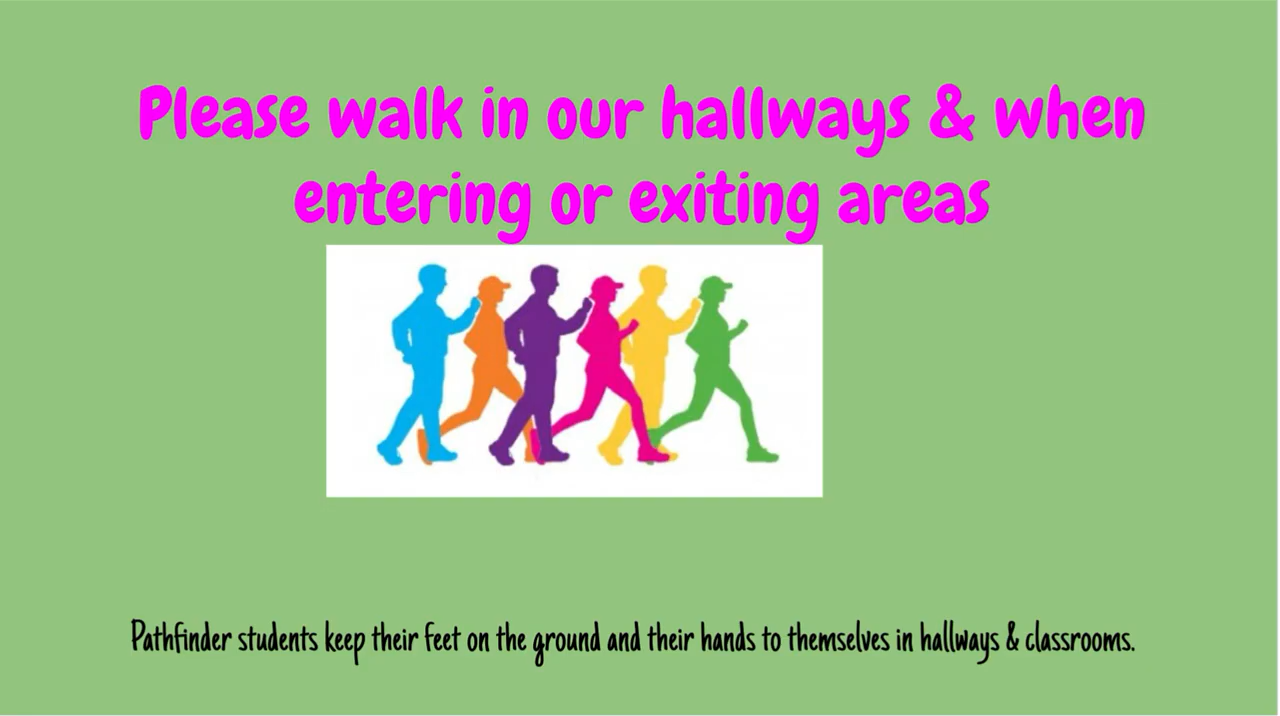 Please walk in our hallways & when
entering or exiting areas
Pathfinder students keep their feet on the ground and their hands to themselves in hallways & classrooms.